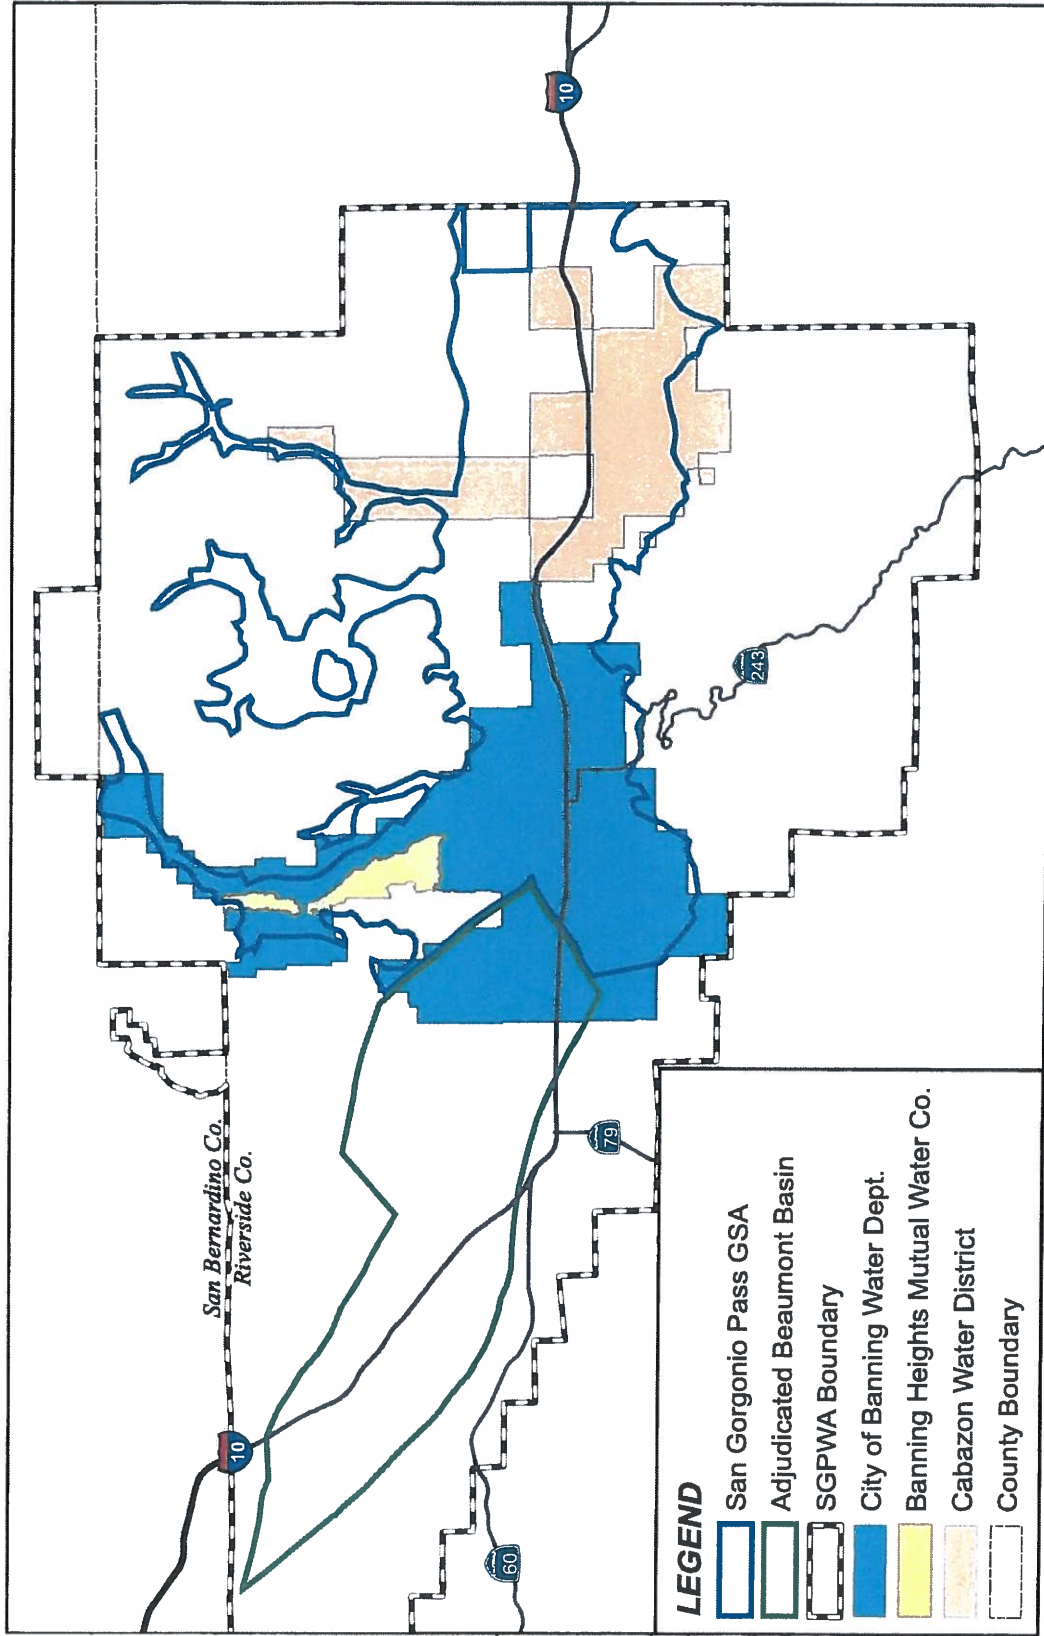 San Bernardino Co.
Riverside Co.
10
10
60
79
243
LEGEND
San Gorgonio Pass GSA
Adjudicated Beaumont Basin
SGPWA Boundary
City of Banning Water Dept.
Banning Heights Mutual Water Co.
Cabazon Water District
County Boundary